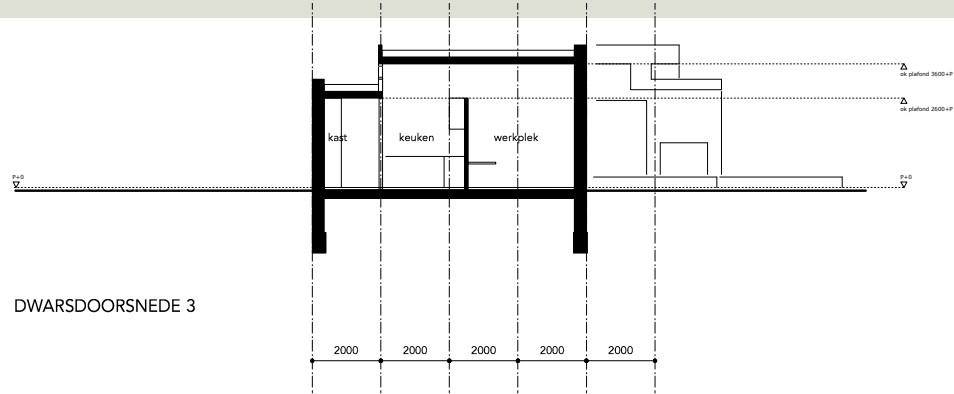 ok plafond 3600+P
ok plafond 2600+P
kast
keuken
werkplek
P+0
P+0
DWARSDOORSNEDE 3
2000
2000
2000
2000
2000